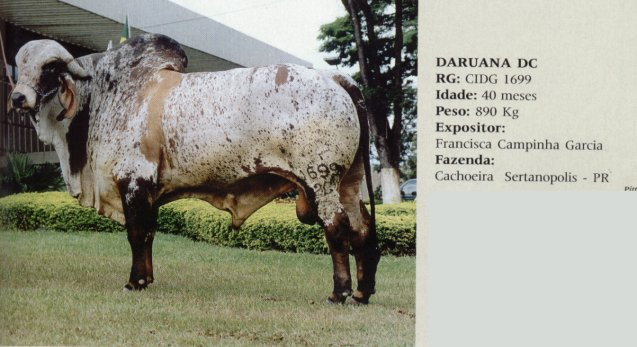 DARUANA DC
RG: CIDG 1699
Idade: 40 meses
Peso: 890 Kg
Expositor:
Francisca Campinha Garcia
Fazenda:
Cachoeira Sertanopolis - PR
699